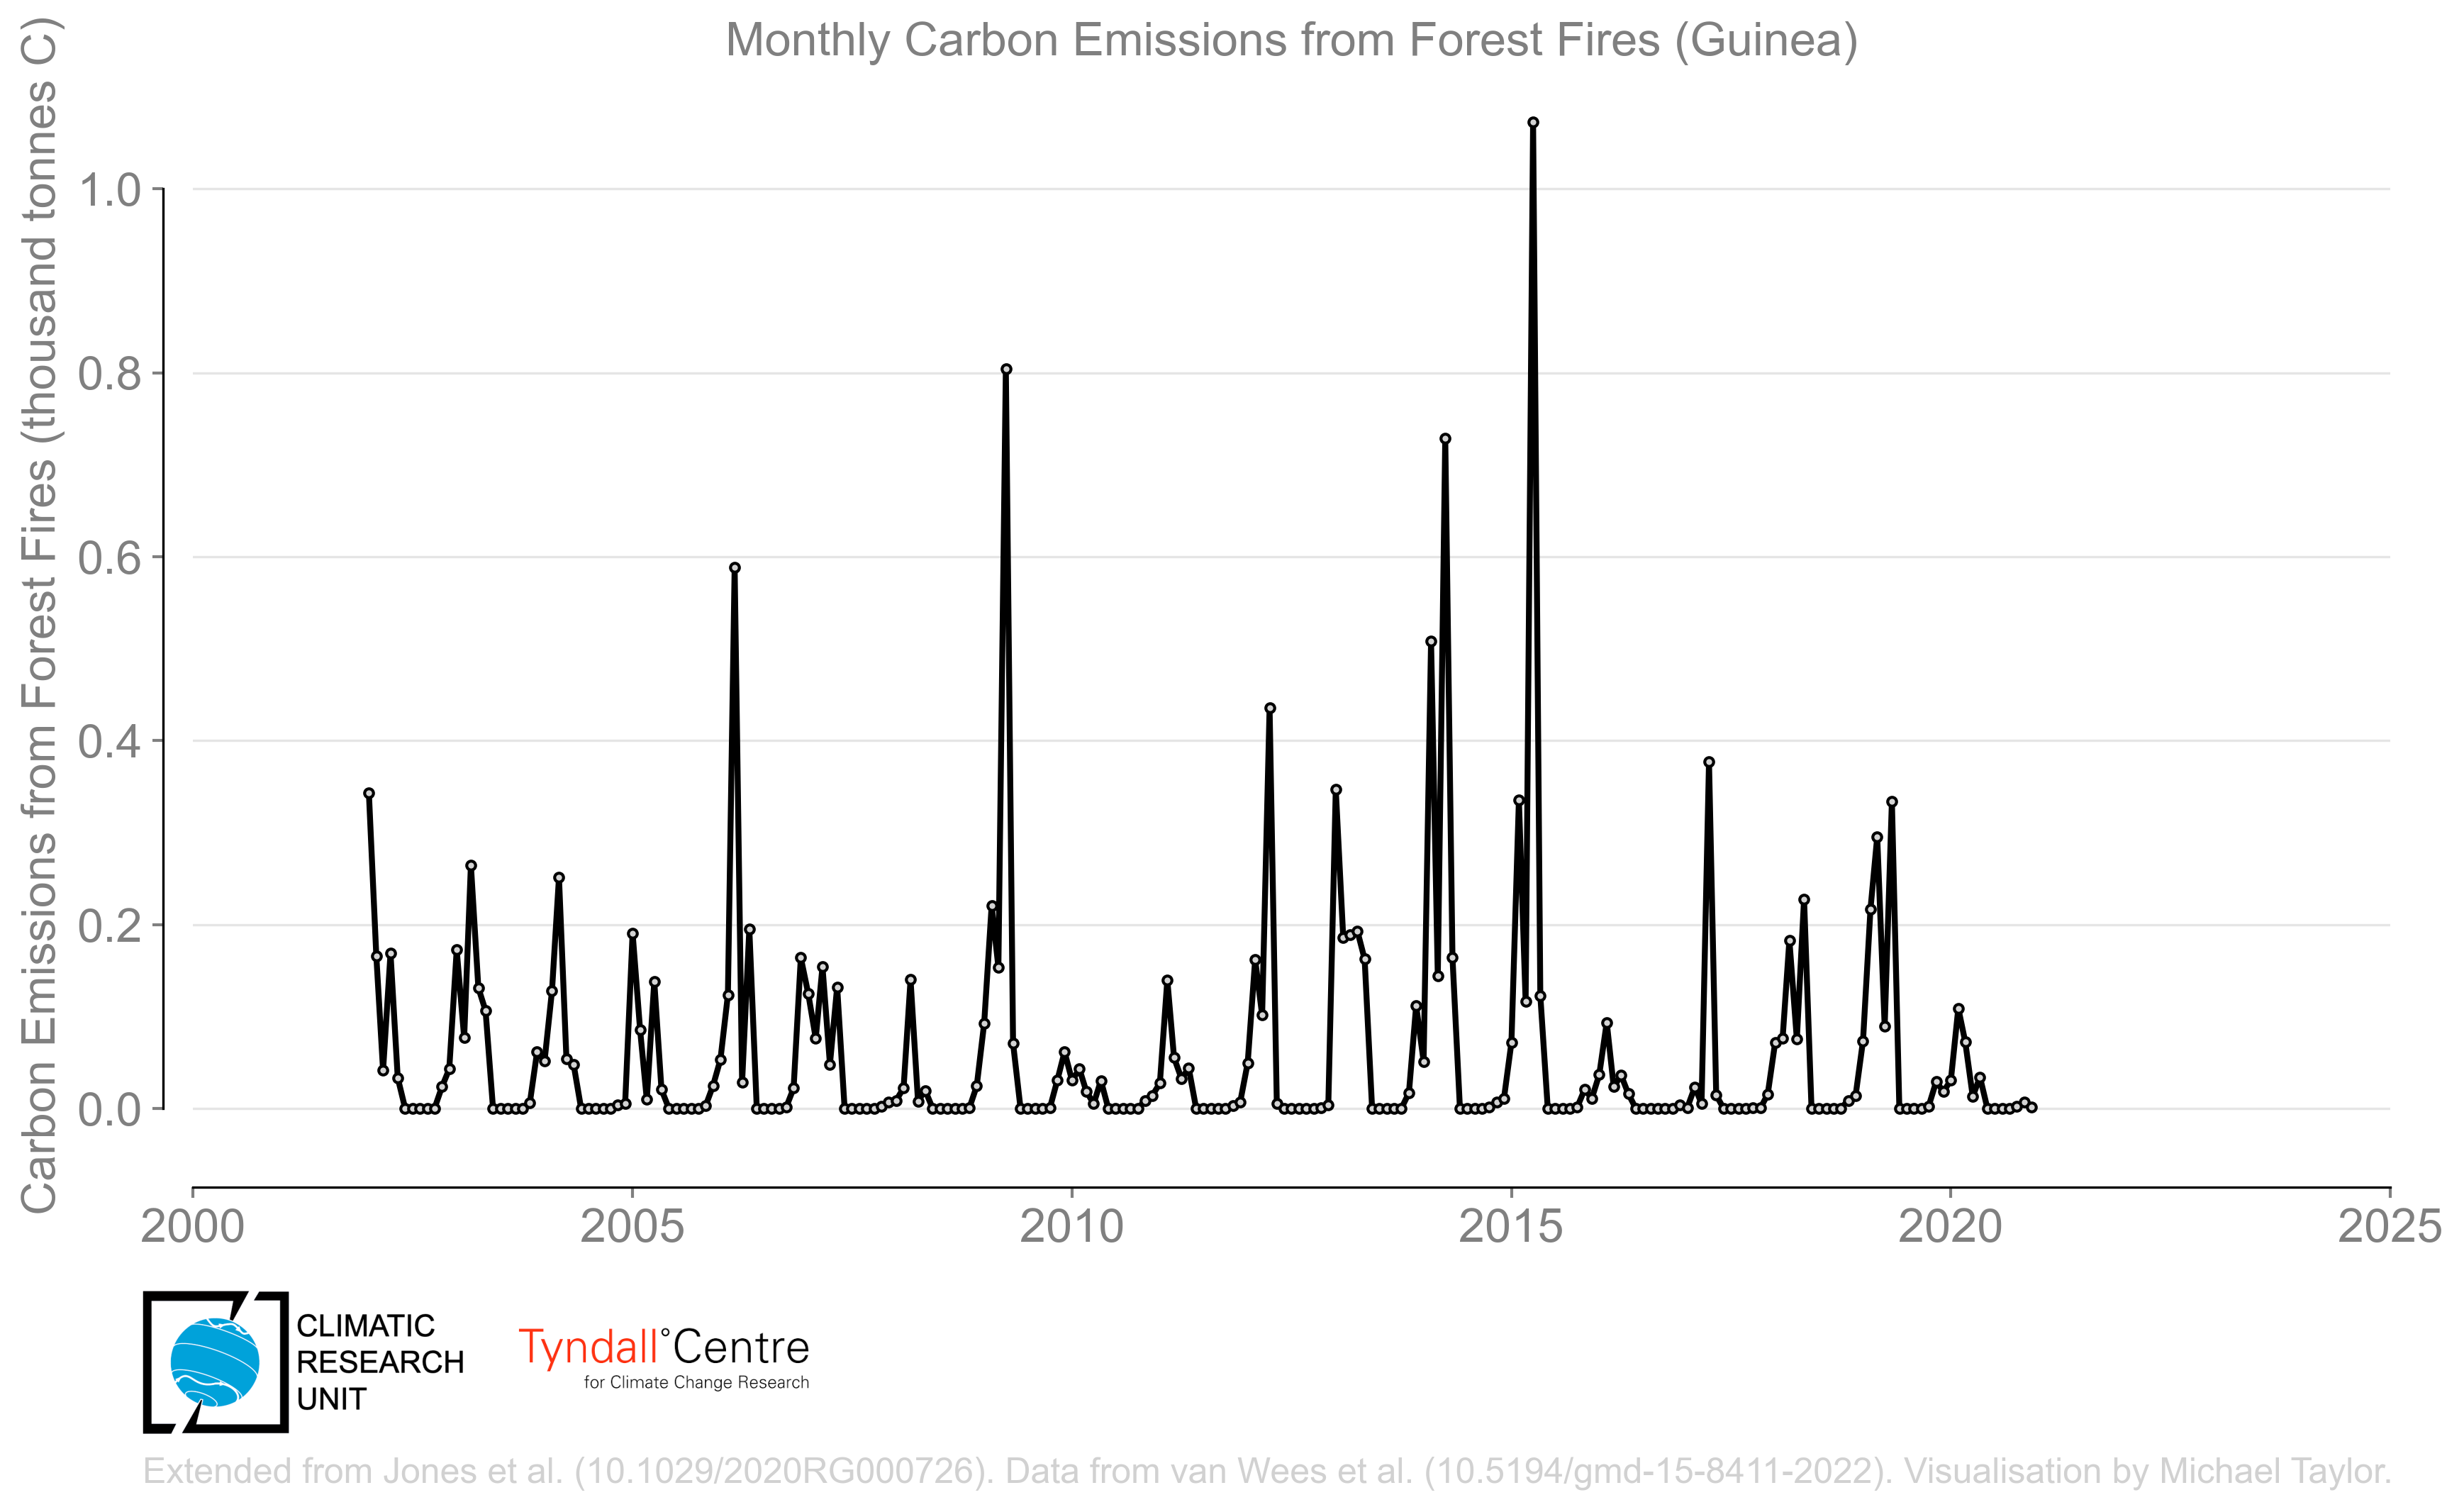 Monthly Carbon Emissions from Forest Fires (Guinea)
Carbon Emissions from Forest Fires (thousand tonnes C)
1.0
0.8
0.6
0.4
0.2
0.0
2000 2005 2010 2015 2020 2025
CLIMATIC
RESEARCH
UNIT
Tyndall°Centre
for Climate Change Research
Extended from Jones et al. (10.1029/2020RG000726). Data from van Wees et al. (10.5194/gmd-15-8411-2022). Visualisation by Michael Taylor.